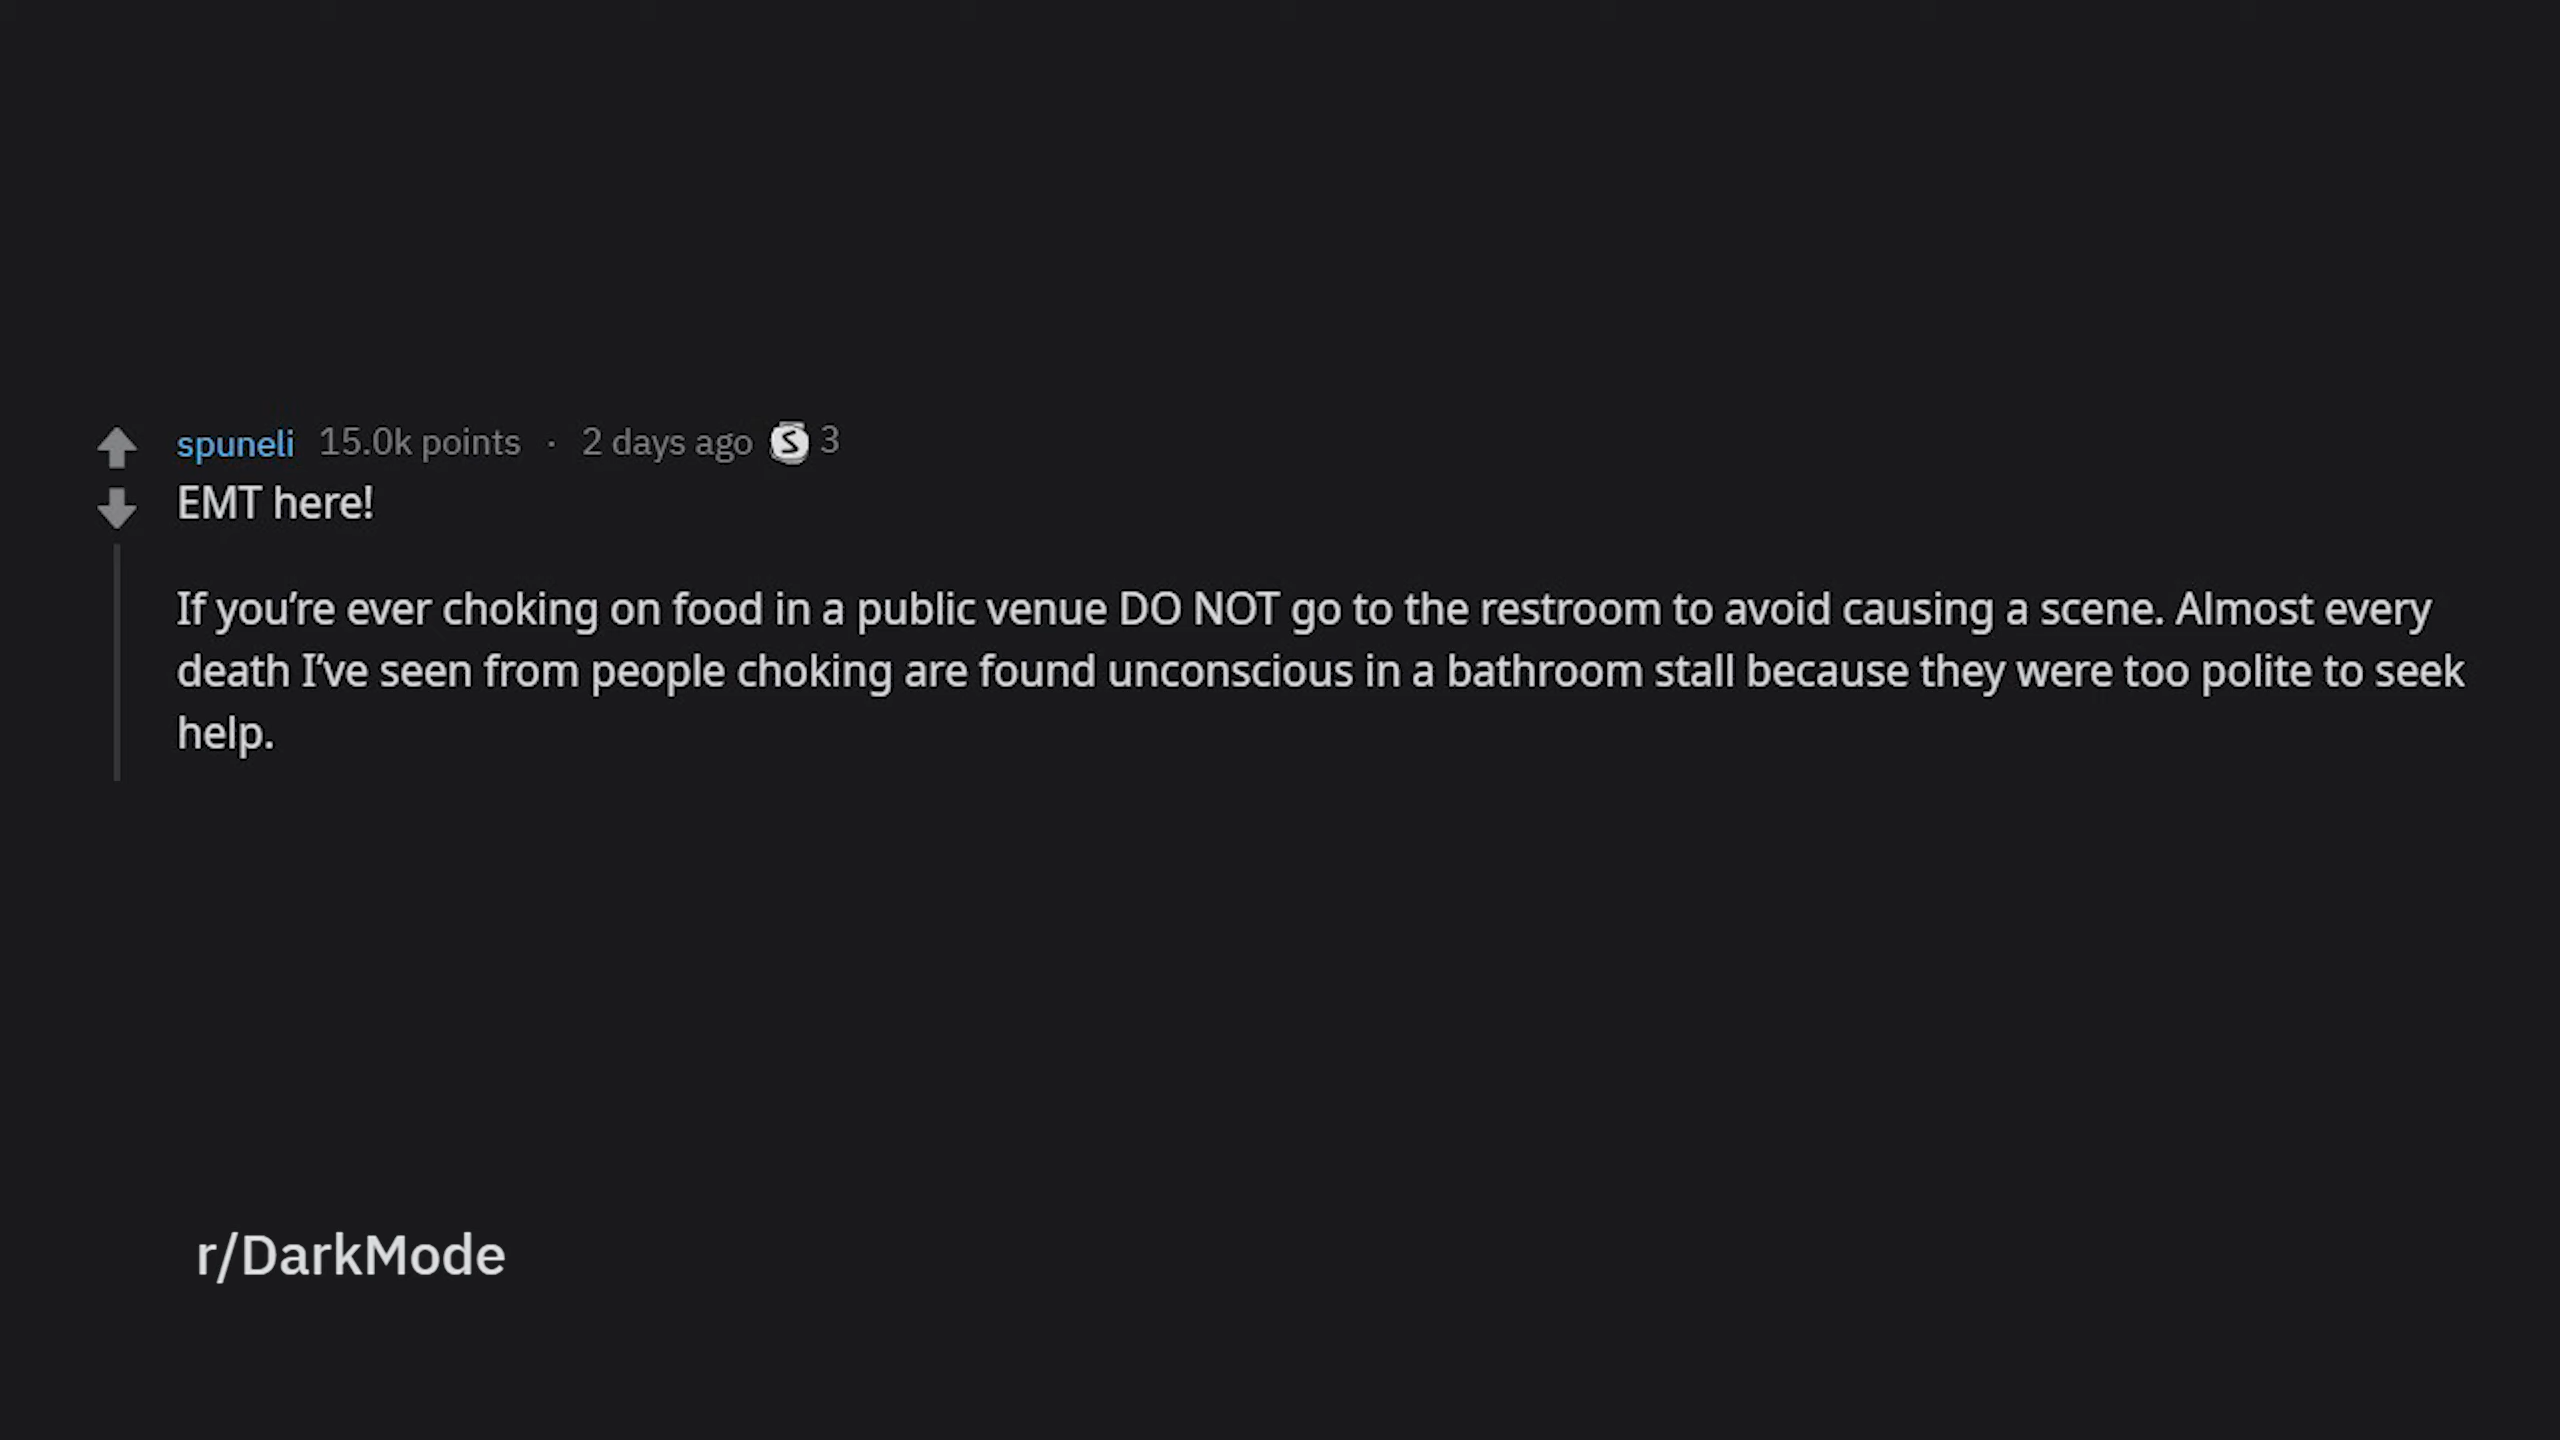 spuneli 15.0k points · 2 days ago S 3
EMT here!
If you’re ever choking on food in a public venue DO NOT go to the restroom to avoid causing a scene. Almost every
death I’ve seen from people choking are found unconscious in a bathroom stall because they were too polite to seek
help.
r/DarkMode